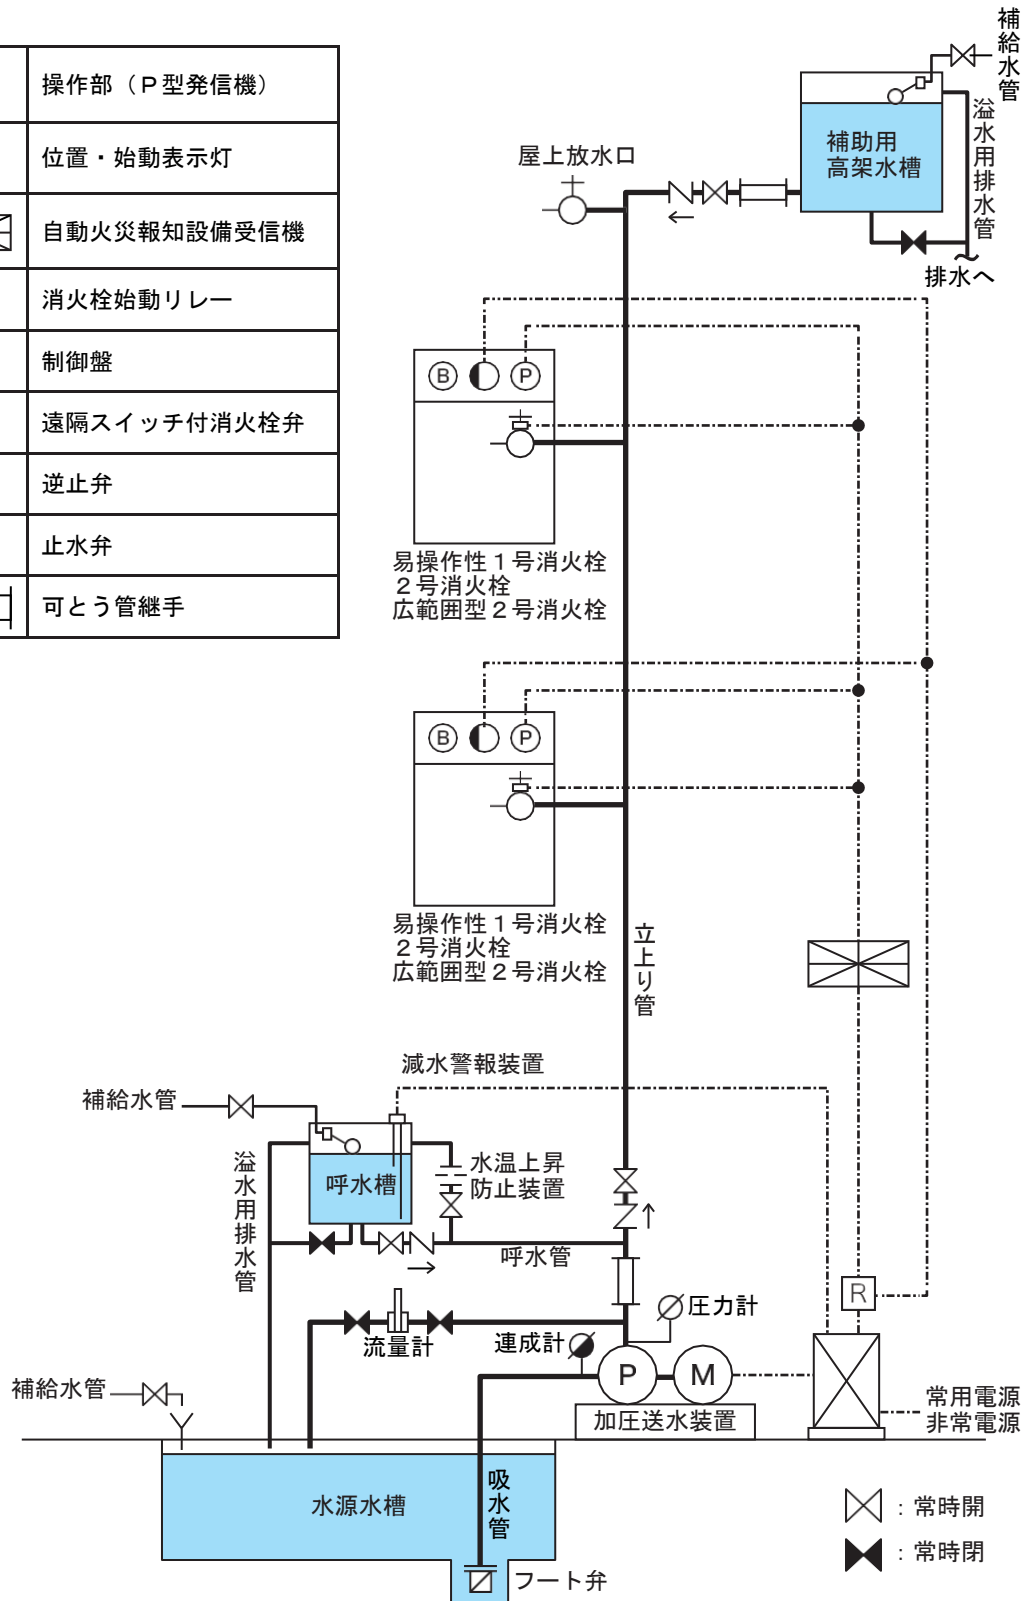 操作部（Ｐ型発信機）
位置・始動表示灯
自動火災報知設備受信機
消火栓始動リレー
制御盤
遠隔スイッチ付消火栓弁
逆止弁
止水弁
可とう管継手
補給水管
溢水用排水管
補助用
高架水槽
排水へ
屋上放水口
B
P
易操作性１号消火栓
２号消火栓
広範囲型２号消火栓
B
P
易操作性１号消火栓
２号消火栓
広範囲型２号消火栓
立上り管
減水警報装置
補給水管
溢水用排水管
呼水槽
水温上昇
防止装置
呼水管
流量計
連成計
圧力計
R
P
M
加圧送水装置
常用電源
非常電源
補給水管
水源水槽
吸水管
フート弁
：常時開
：常時閉